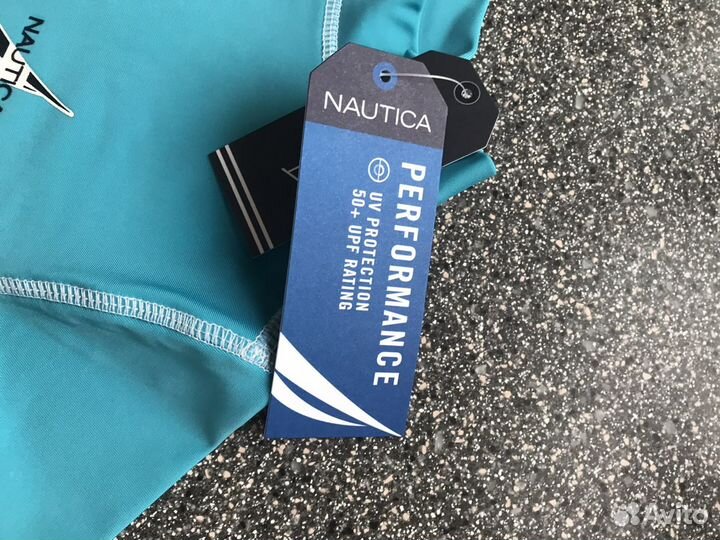 NAUTICA
NAUTICA
PERFORMANCE
UV PROTECTION
50+ UPF RATING
Avito